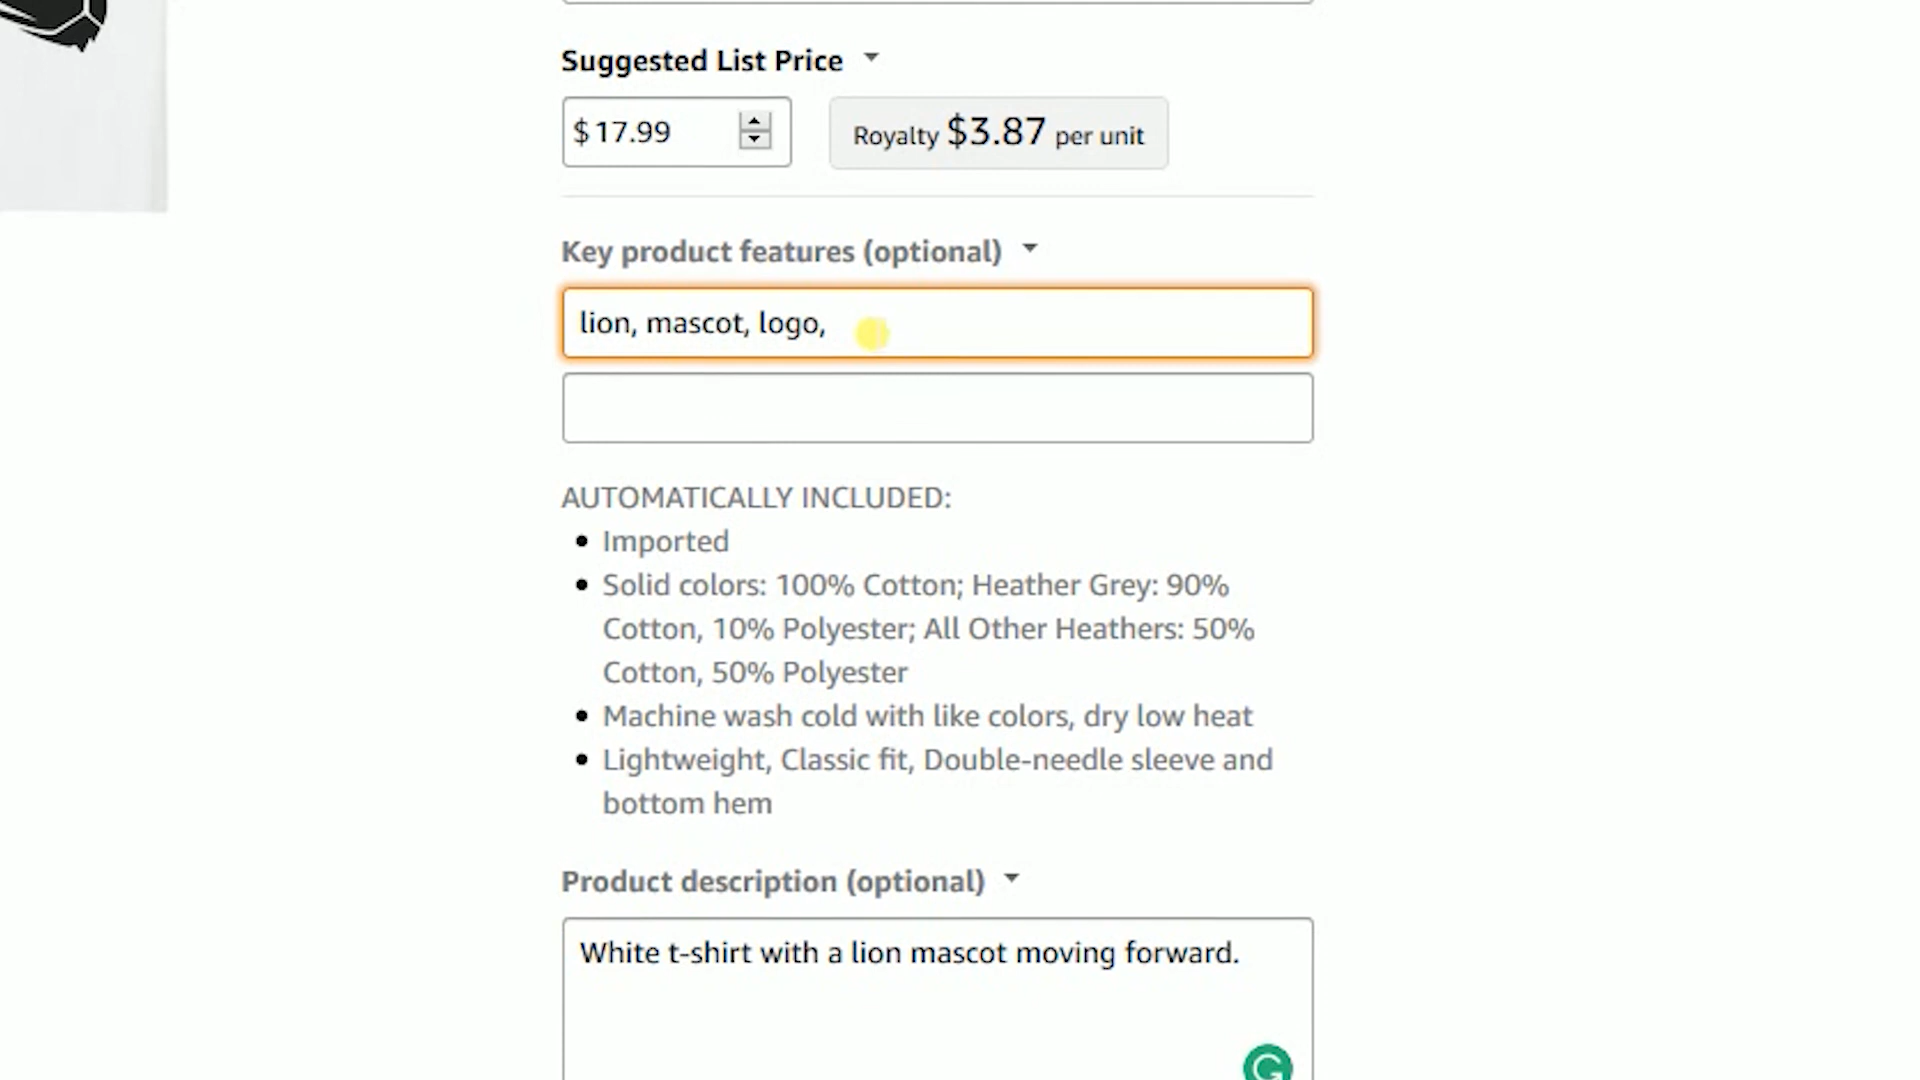 Suggested List Price
$ 17.99
Royalty $3.87 per unit
Key product features (optional)
lion, mascot, logo,
AUTOMATICALLY INCLUDED:
Imported
Solid colors: 100% Cotton; Heather Grey: 90%
Cotton, 10% Polyester; All Other Heathers: 50%
Cotton, 50% Polyester
Machine wash cold with like colors, dry low heat
Lightweight, Classic fit, Double-needle sleeve and
bottom hem
Product description (optional)
White t-shirt with a lion mascot moving forward.